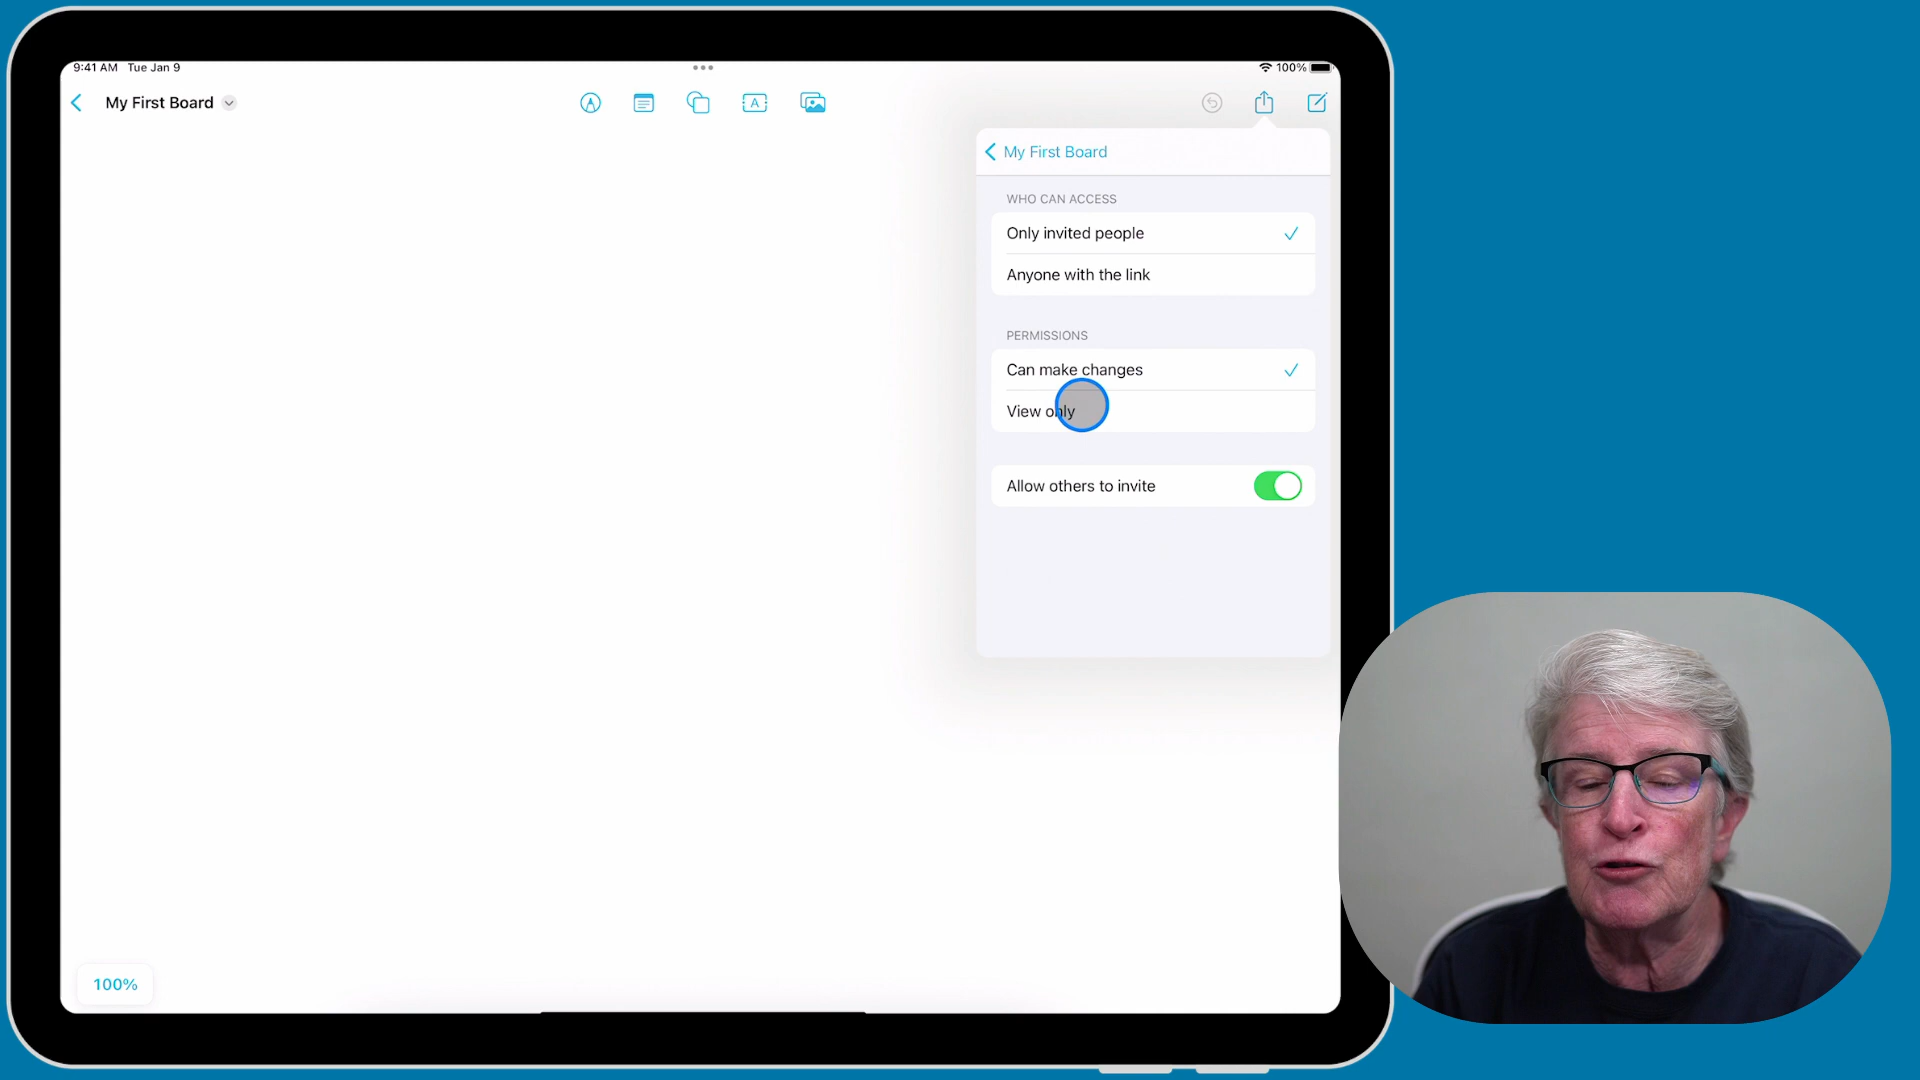 9:41 AM Tue Jan 9
100%
My First Board
A
My First Board
WHO CAN ACCESS
Only invited people
Anyone with the link
PERMISSIONS
Can make changes
View only
Allow others to invite
100%